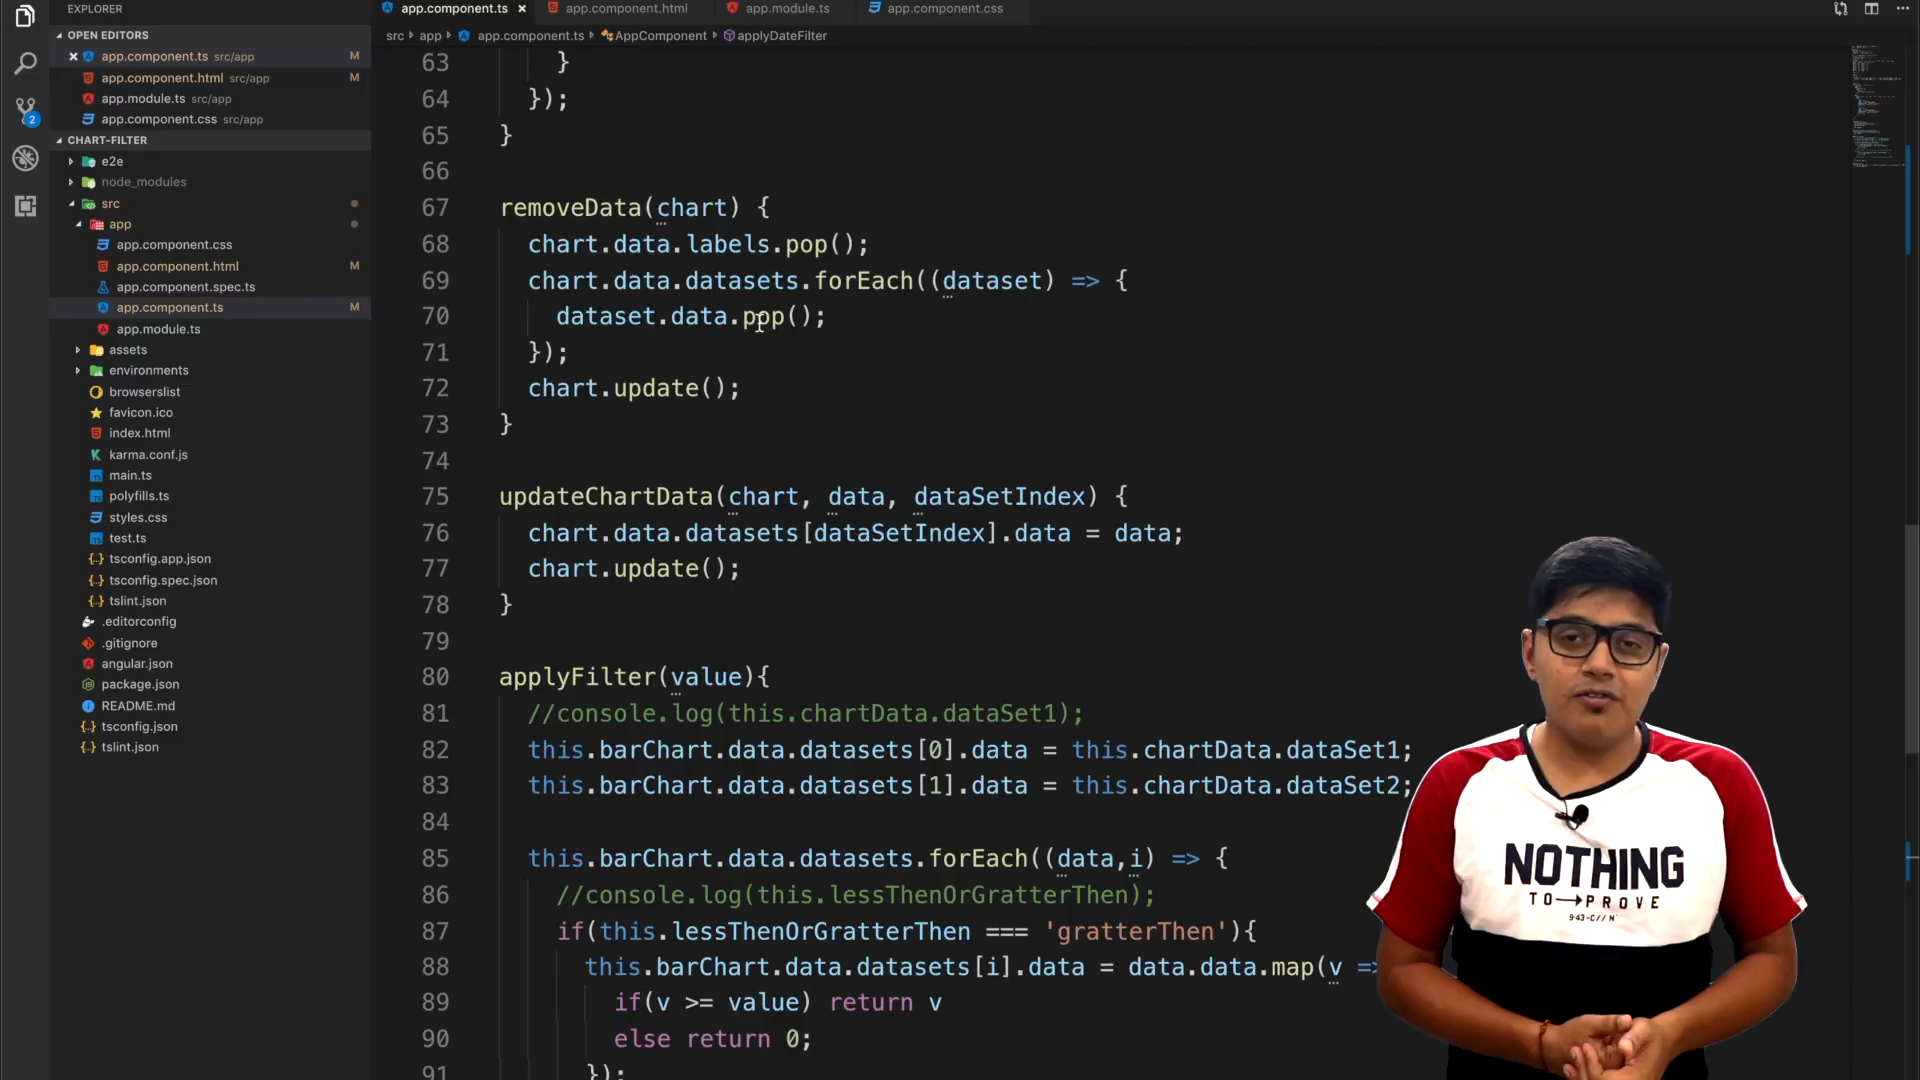 EXPLORER
OPEN EDITORS
app.component.ts src/app M
app.component.html src/app M
app.module.ts src/app
app.component.css src/app
2
CHART-FILTER
e2e
node_modules
src
app
app.component.css
app.component.html M
app.component.spec.ts
app.component.ts M
app.module.ts
assets
environments
browserslist
favicon.ico
index.html
karma.conf.js
main.ts
polyfills.ts
styles.css
test.ts
tsconfig.app.json
tsconfig.spec.json
tslint.json
.editorconfig
.gitignore
angular.json
package.json
README.md
tsconfig.json
tslint.json
app.component.ts app.component.html app.module.ts app.component.css
src app app.component.ts AppComponent applyDateFilter
63 }
64 });
65 }
66
67 removeData(chart) {
68 chart.data.labels.pop();
69 chart.data.datasets.forEach((dataset) => {
70 dataset.data.pop();
71 });
72 chart.update();
73 }
74
75 updateChartData(chart, data, dataSetIndex) {
76 chart.data.datasets[dataSetIndex].data = data;
77 chart.update();
78 }
79
80 applyFilter(value){
81 //console.log(this.chartData.dataSet1);
82 this.barChart.data.datasets[0].data = this.chartData.dataSet1;
83 this.barChart.data.datasets[1].data = this.chartData.dataSet2;
84
85 this.barChart.data.datasets.forEach((data,i) => {
86 //console.log(this.lessThenOrGratterThen);
87 if(this.lessThenOrGratterThen === 'gratterThen'){
88 this.barChart.data.datasets[i].data = data.data.map(v =>
89 if(v >= value) return v
90 else return 0;
91 });
NOTHING
TO→PROVE